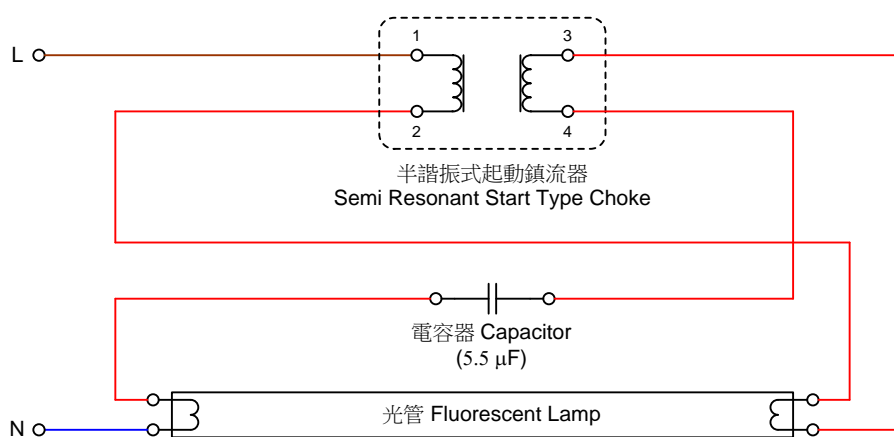 L
1
3
2
4
半諧振式起動鎮流器
Semi Resonant Start Type Choke
電容器 Capacitor
(5.5 μF)
光管 Fluorescent Lamp
N